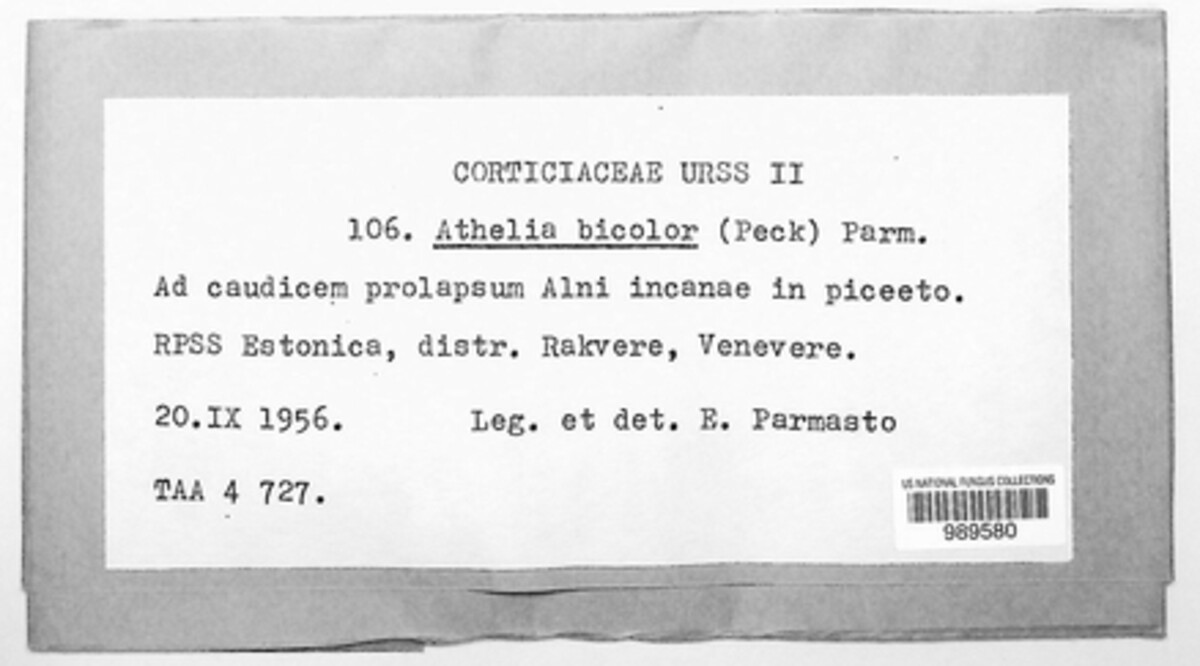 CORTICIACEAE URSS II
106. Athelia bicolor (Peck) Parm.
Ad caudicem prolapsum Alni incanae in piceeto.
RPSS Estonica, distr. Rakvere, Venevere.
20.IX 1956. Leg. et det. E. Parmasto
TAA 4 727.
US NATIONAL FUNGUS COLLECTIONS
989580